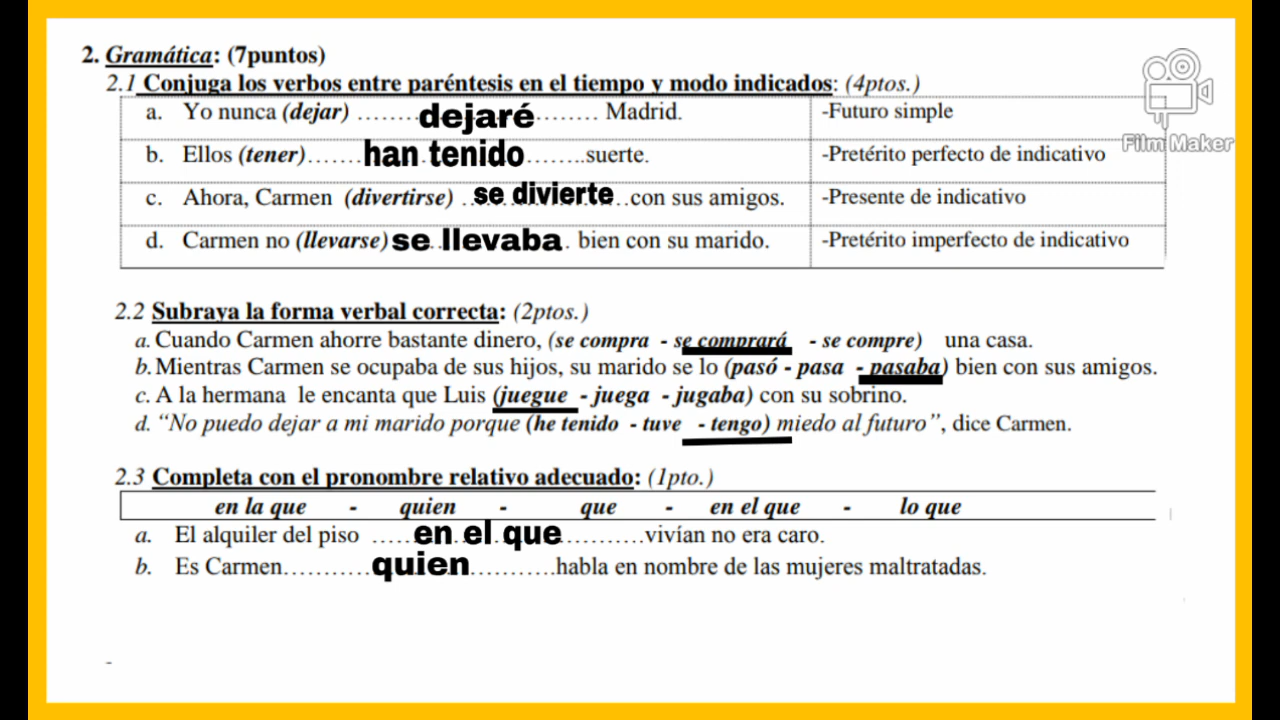 2. Gramática: (7puntos)
2.1 Conjuga los verbos entre paréntesis en el tiempo y modo indicados: (4ptos.)
a. Yo nunca (dejar) ........dejaré......... Madrid. -Futuro simple
Film Maker
b. Ellos (tener).......han tenido........suerte. -Pretérito perfecto de indicativo
c. Ahora, Carmen (divertirse) ..se divierte..con sus amigos. -Presente de indicativo
d. Carmen no (llevarse) se llevaba. bien con su marido. -Pretérito imperfecto de indicativo
2.2 Subraya la forma verbal correcta: (2ptos.)
a. Cuando Carmen ahorre bastante dinero, (se compra - se comprará - se compre) una casa.
b. Mientras Carmen se ocupaba de sus hijos, su marido se lo (pasó - pasa - pasaba) bien con sus amigos.
c. A la hermana le encanta que Luis (juegue - juega - jugaba) con su sobrino.
d. “No puedo dejar a mi marido porque (he tenido - tuve - tengo) miedo al futuro”, dice Carmen.
2.3 Completa con el pronombre relativo adecuado: (1pto.)
en la que - quien - que - en el que - lo que
a. El alquiler del piso .....en el que..........vivían no era caro.
b. Es Carmen...........quien...........habla en nombre de las mujeres maltratadas.
-